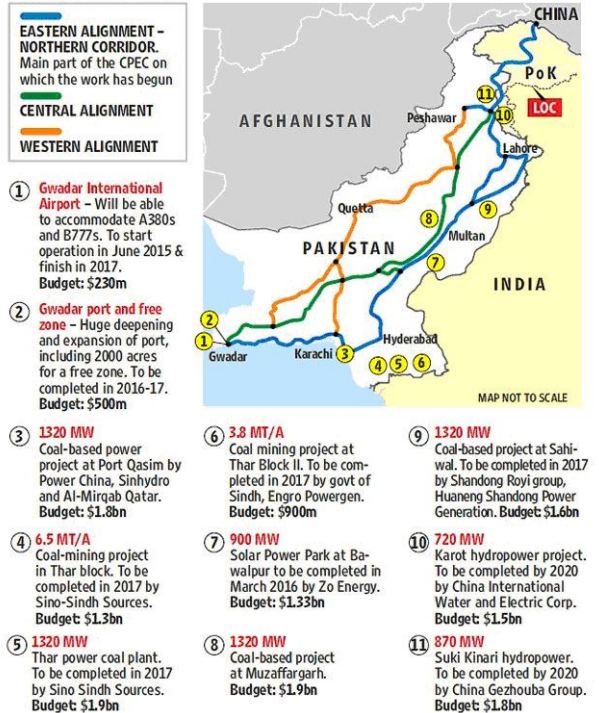 EASTERN ALIGNMENT –
NORTHERN CORRIDOR.
Main part of the CPEC on
which the work has begun
CENTRAL ALIGNMENT
WESTERN ALIGNMENT
CHINA
PoK
LOC
11
10
Peshawar
AFGHANISTAN
Lahore
Quetta
8
9
Multan
PAKISTAN
7
INDIA
2
1
Gwadar
Karachi
3
Hyderabad
4
5
6
MAP NOT TO SCALE
1 Gwadar International
Airport – Will be able
to accommodate A380s
and B777s. To start
operation in June 2015 &
finish in 2017.
Budget: $230m
2 Gwadar port and free
zone – Huge deepening
and expansion of port,
including 2000 acres
for a free zone. To be
completed in 2016-17.
Budget: $500m
3 1320 MW
Coal-based power
project at Port Qasim by
Power China, Sinhydro
and Al-Mirqab Qatar.
Budget: $1.8bn
4 6.5 MT/A
Coal-mining project
in Thar block. To be
completed in 2017 by
Sino-Sindh Sources.
Budget: $1.3bn
5 1320 MW
Thar power coal plant.
To be completed in 2017
by Sino Sindh Sources.
Budget: $1.9bn
6 3.8 MT/A
Coal mining project at
Thar Block II. To be com-
pleted in 2017 by govt of
Sindh, Engro Powergen.
Budget: $900m
7 900 MW
Solar Power Park at Ba-
walpur to be completed in
March 2016 by Zo Energy.
Budget: $1.33bn
8 1320 MW
Coal-based project
at Muzaffargarh.
Budget: $1.9bn
9 1320 MW
Coal-based project at Sahi-
wal. To be completed in 2017
by Shandong Royi group,
Huaneng Shandong Power
Generation. Budget: $1.6bn
10 720 MW
Karot hydropower project.
To be completed by 2020
by China International
Water and Electric Corp.
Budget: $1.5bn
11 870 MW
Suki Kinari hydropower.
To be completed by 2020
by China Gezhouba Group.
Budget: $1.8bn